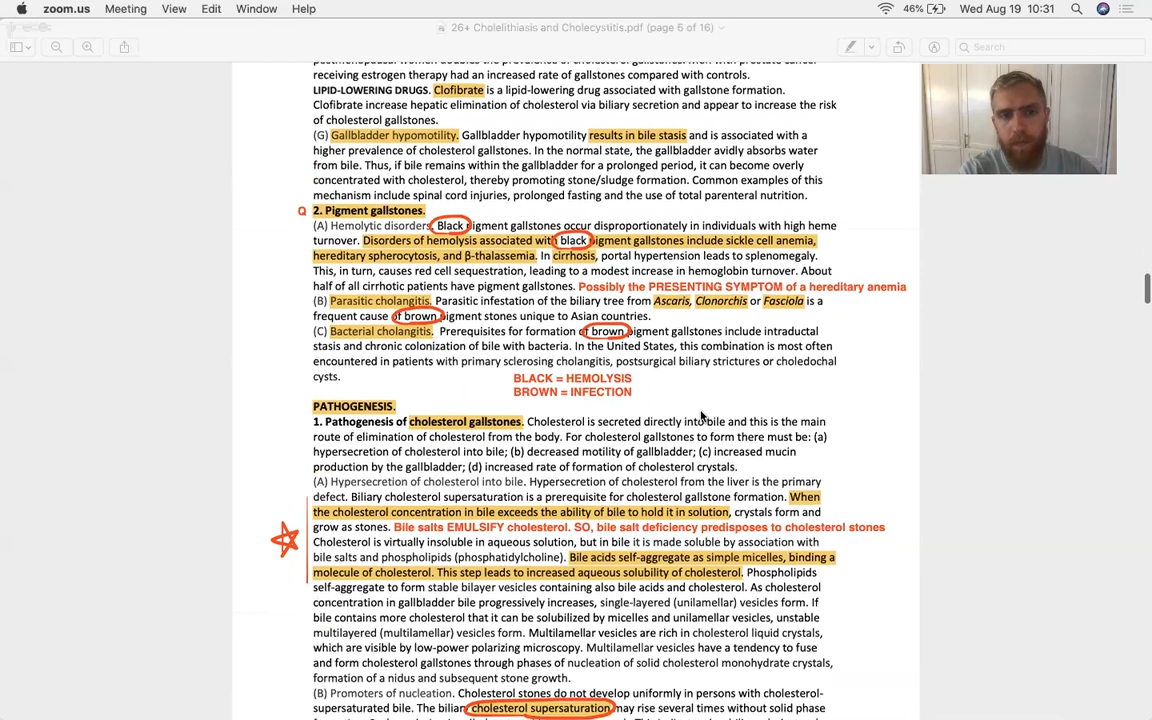 zoom.us Meeting View Edit Window Help 46% Wed Aug 19 10:31
26+ Cholelithiasis and Cholecystitis.pdf (page 5 of 16)
Search
postmenopausal women doubles the prevalence of cholesterol gallstones. Men with prostate cancer
receiving estrogen therapy had an increased rate of gallstones compared with controls.
LIPID-LOWERING DRUGS. Clofibrate is a lipid-lowering drug associated with gallstone formation.
Clofibrate increase hepatic elimination of cholesterol via biliary secretion and appear to increase the risk
of cholesterol gallstones.
(G) Gallbladder hypomotility. Gallbladder hypomotility results in bile stasis and is associated with a
higher prevalence of cholesterol gallstones. In the normal state, the gallbladder avidly absorbs water
from bile. Thus, if bile remains within the gallbladder for a prolonged period, it can become overly
concentrated with cholesterol, thereby promoting stone/sludge formation. Common examples of this
mechanism include spinal cord injuries, prolonged fasting and the use of total parenteral nutrition.
Q 2. Pigment gallstones.
(A) Hemolytic disorders. Black pigment gallstones occur disproportionately in individuals with high heme
turnover. Disorders of hemolysis associated with black pigment gallstones include sickle cell anemia,
hereditary spherocytosis, and β-thalassemia. In cirrhosis, portal hypertension leads to splenomegaly.
This, in turn, causes red cell sequestration, leading to a modest increase in hemoglobin turnover. About
half of all cirrhotic patients have pigment gallstones. Possibly the PRESENTING SYMPTOM of a hereditary anemia
(B) Parasitic cholangitis. Parasitic infestation of the biliary tree from Ascaris, Clonorchis or Fasciola is a
frequent cause of brown pigment stones unique to Asian countries.
(C) Bacterial cholangitis. Prerequisites for formation of brown pigment gallstones include intraductal
stasis and chronic colonization of bile with bacteria. In the United States, this combination is most often
encountered in patients with primary sclerosing cholangitis, postsurgical biliary strictures or choledochal
cysts.
BLACK = HEMOLYSIS
BROWN = INFECTION
PATHOGENESIS.
1. Pathogenesis of cholesterol gallstones. Cholesterol is secreted directly into bile and this is the main
route of elimination of cholesterol from the body. For cholesterol gallstones to form there must be: (a)
hypersecretion of cholesterol into bile; (b) decreased motility of gallbladder; (c) increased mucin
production by the gallbladder; (d) increased rate of formation of cholesterol crystals.
(A) Hypersecretion of cholesterol into bile. Hypersecretion of cholesterol from the liver is the primary
defect. Biliary cholesterol supersaturation is a prerequisite for cholesterol gallstone formation. When
the cholesterol concentration in bile exceeds the ability of bile to hold it in solution, crystals form and
grow as stones. Bile salts EMULSIFY cholesterol. SO, bile salt deficiency predisposes to cholesterol stones
Cholesterol is virtually insoluble in aqueous solution, but in bile it is made soluble by association with
bile salts and phospholipids (phosphatidylcholine). Bile acids self-aggregate as simple micelles, binding a
molecule of cholesterol. This step leads to increased aqueous solubility of cholesterol. Phospholipids
self-aggregate to form stable bilayer vesicles containing also bile acids and cholesterol. As cholesterol
concentration in gallbladder bile progressively increases, single-layered (unilamellar) vesicles form. If
bile contains more cholesterol that it can be solubilized by micelles and unilamellar vesicles, unstable
multilayered (multilamellar) vesicles form. Multilamellar vesicles are rich in cholesterol liquid crystals,
which are visible by low-power polarizing microscopy. Multilamellar vesicles have a tendency to fuse
and form cholesterol gallstones through phases of nucleation of solid cholesterol monohydrate crystals,
formation of a nidus and subsequent stone growth.
(B) Promoters of nucleation. Cholesterol stones do not develop uniformly in persons with cholesterol-
supersaturated bile. The biliary cholesterol supersaturation may rise several times without solid phase